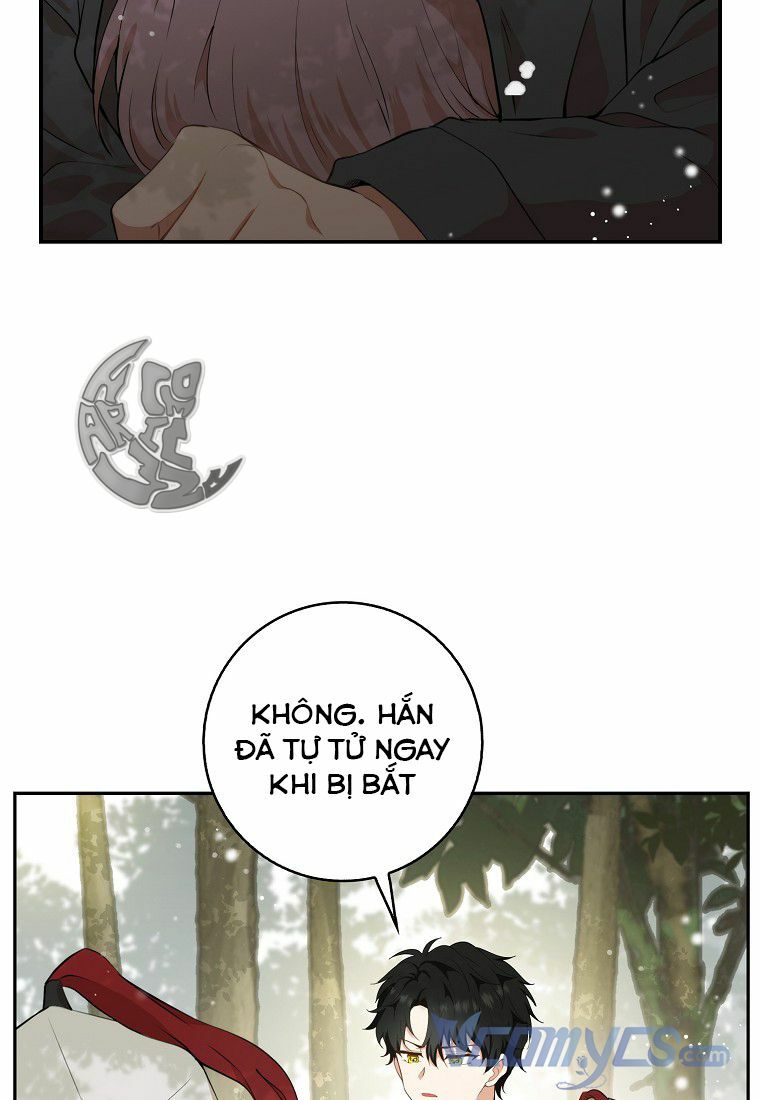 KHÔNG. HẮN
ĐÃ TỰ TỬ NGAY
KHI BỊ BẮT